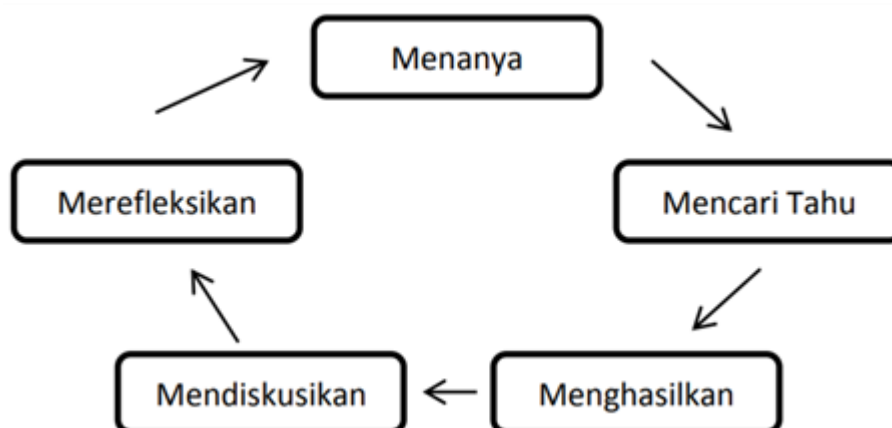 Menanya
Merefleksikan
Mencari Tahu
Mendiskusikan
Menghasilkan